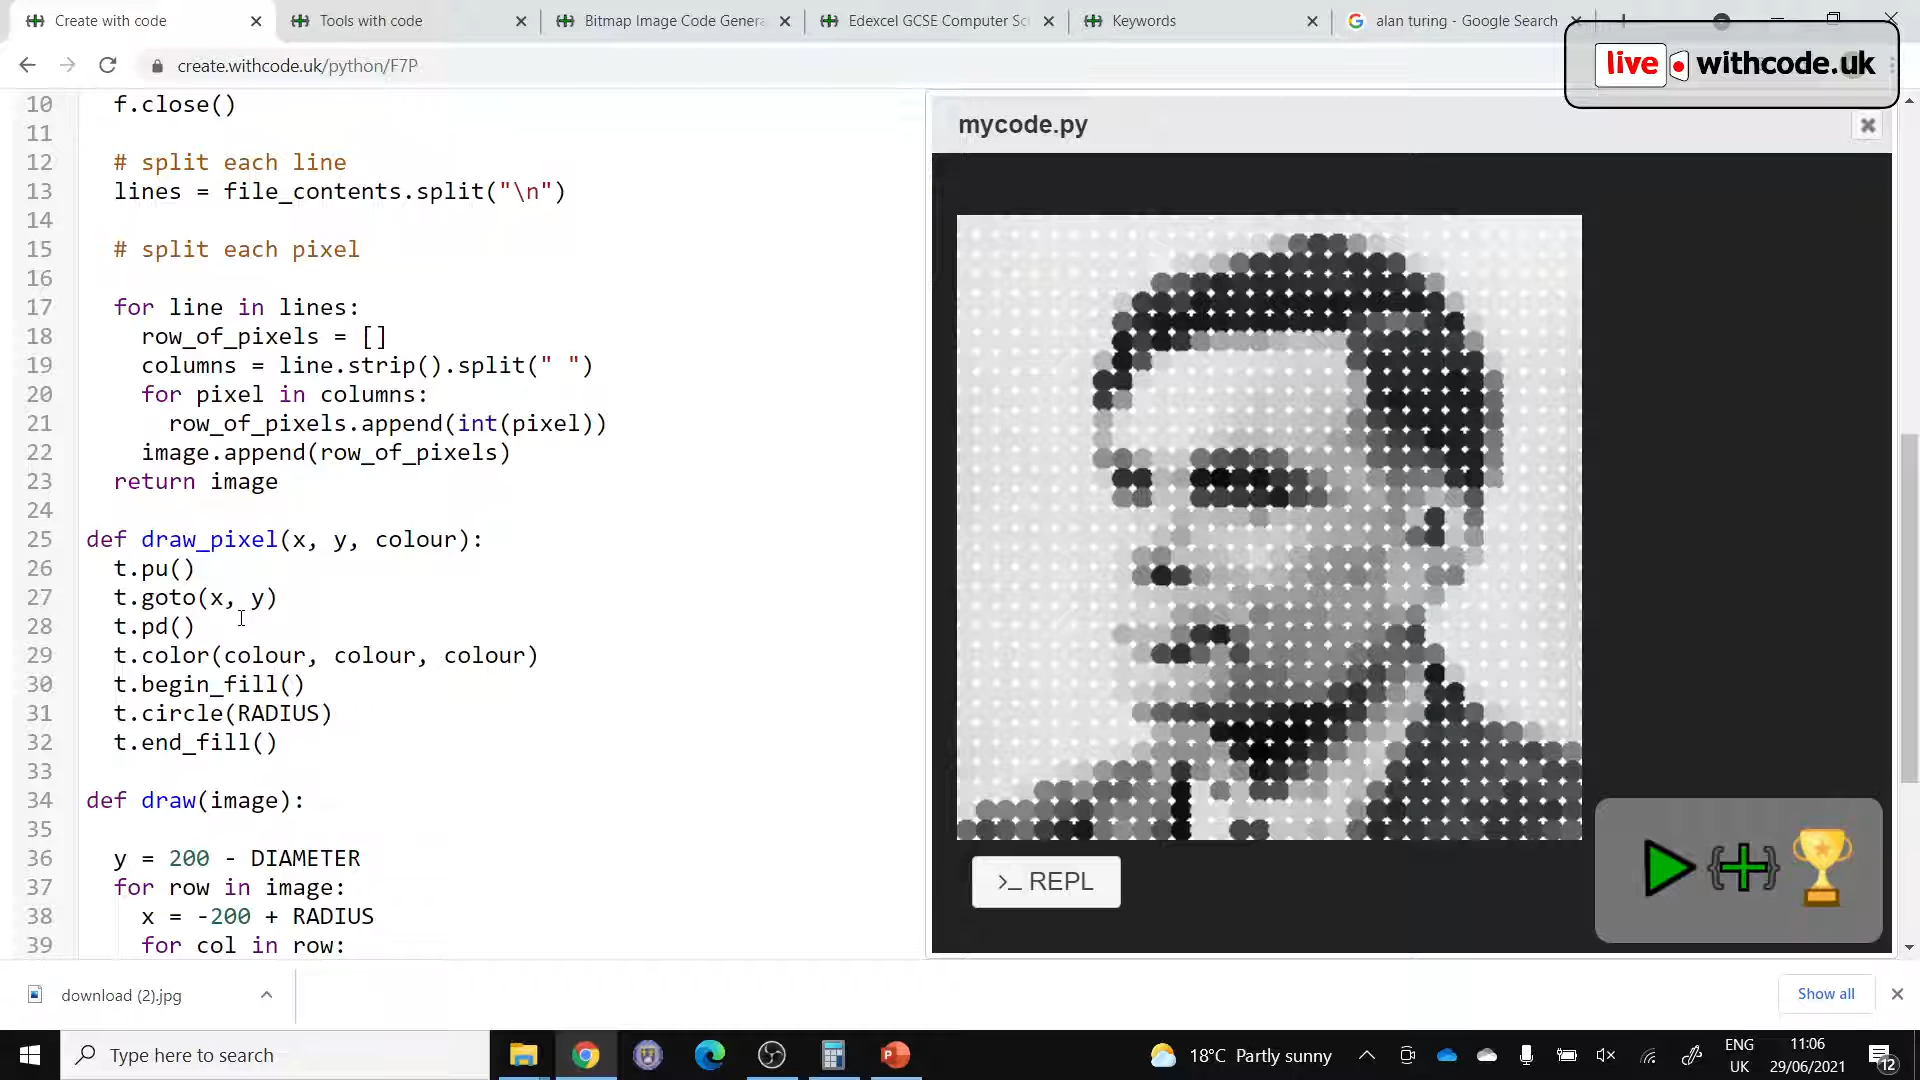 Create with code
Tools with code
Bitmap Image Code Genera
Edexcel GCSE Computer Sc
Keywords
alan turing - Google Search
create.withcode.uk/python/F7P
live withcode.uk
10 f.close()
11
12 # split each line
13 lines = file_contents.split("\n")
14
15 # split each pixel
16
17 for line in lines:
18 row_of_pixels = []
19 columns = line.strip().split(" ")
20 for pixel in columns:
21 row_of_pixels.append(int(pixel))
22 image.append(row_of_pixels)
23 return image
24
25 def draw_pixel(x, y, colour):
26 t.pu()
27 t.goto(x, y)
28 t.pd()
29 t.color(colour, colour, colour)
30 t.begin_fill()
31 t.circle(RADIUS)
32 t.end_fill()
33
34 def draw(image):
35
36 y = 200 - DIAMETER
37 for row in image:
38 x = -200 + RADIUS
39 for col in row:
mycode.py
>_ REPL
download (2).jpg
Show all
Type here to search
18°C Partly sunny
ENG
UK
11:06
29/06/2021
12